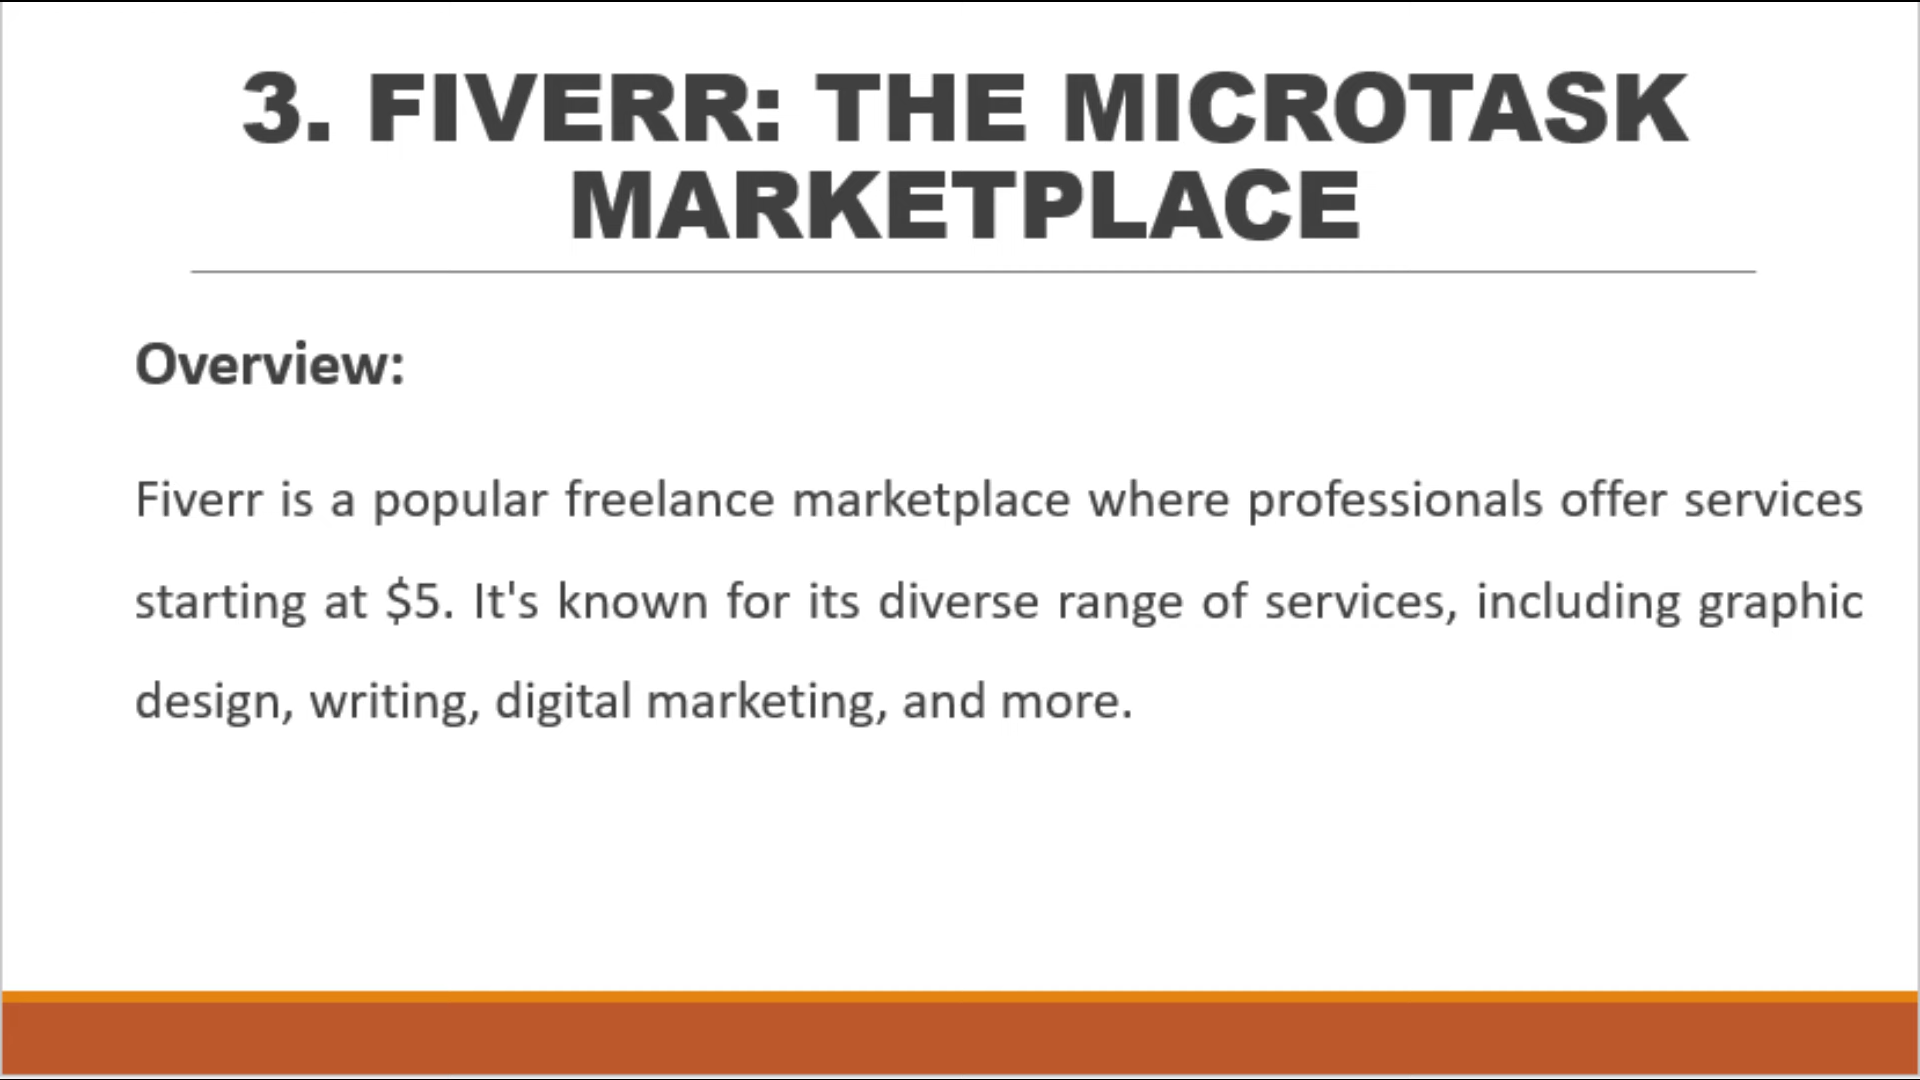 3. FIVERR: THE MICROTASK
MARKETPLACE
Overview:
Fiverr is a popular freelance marketplace where professionals offer services
starting at $5. It's known for its diverse range of services, including graphic
design, writing, digital marketing, and more.